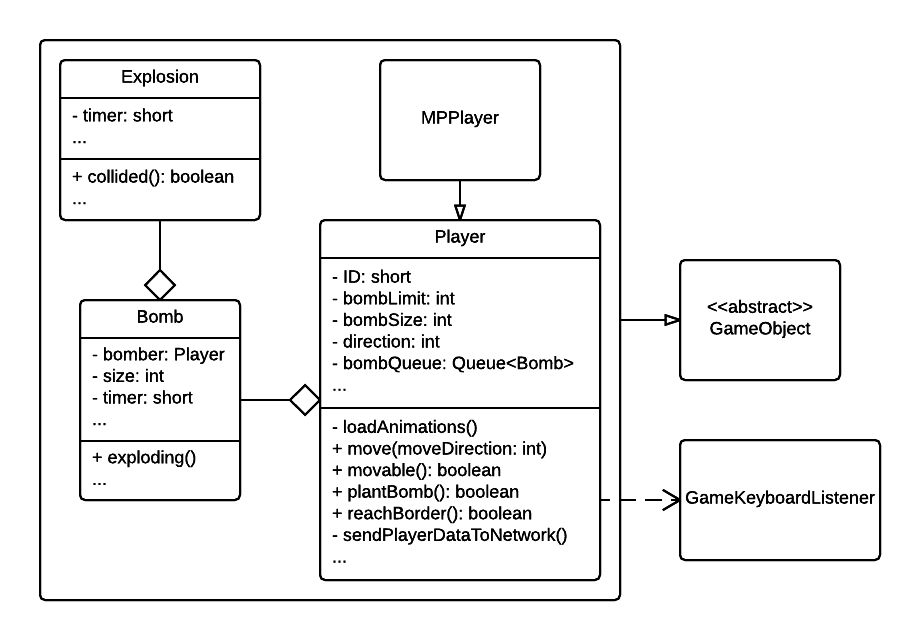 Explosion
- timer: short
...
+ collided(): boolean
...
MPPlayer
Player
- ID: short
- bombLimit: int
- bombSize: int
- direction: int
- bombQueue: Queue<Bomb>
...
- loadAnimations()
+ move(moveDirection: int)
+ movable(): boolean
+ plantBomb(): boolean
+ reachBorder(): boolean
- sendPlayerDataToNetwork()
...
Bomb
- bomber: Player
- size: int
- timer: short
...
+ exploding()
...
<<abstract>>
GameObject
GameKeyboardListener